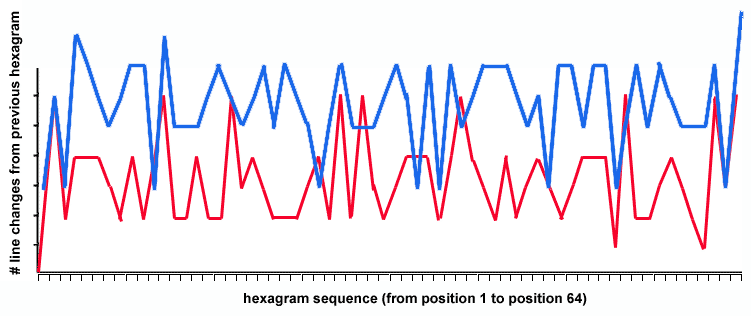 # line changes from previous hexagram
hexagram sequence (from position 1 to position 64)